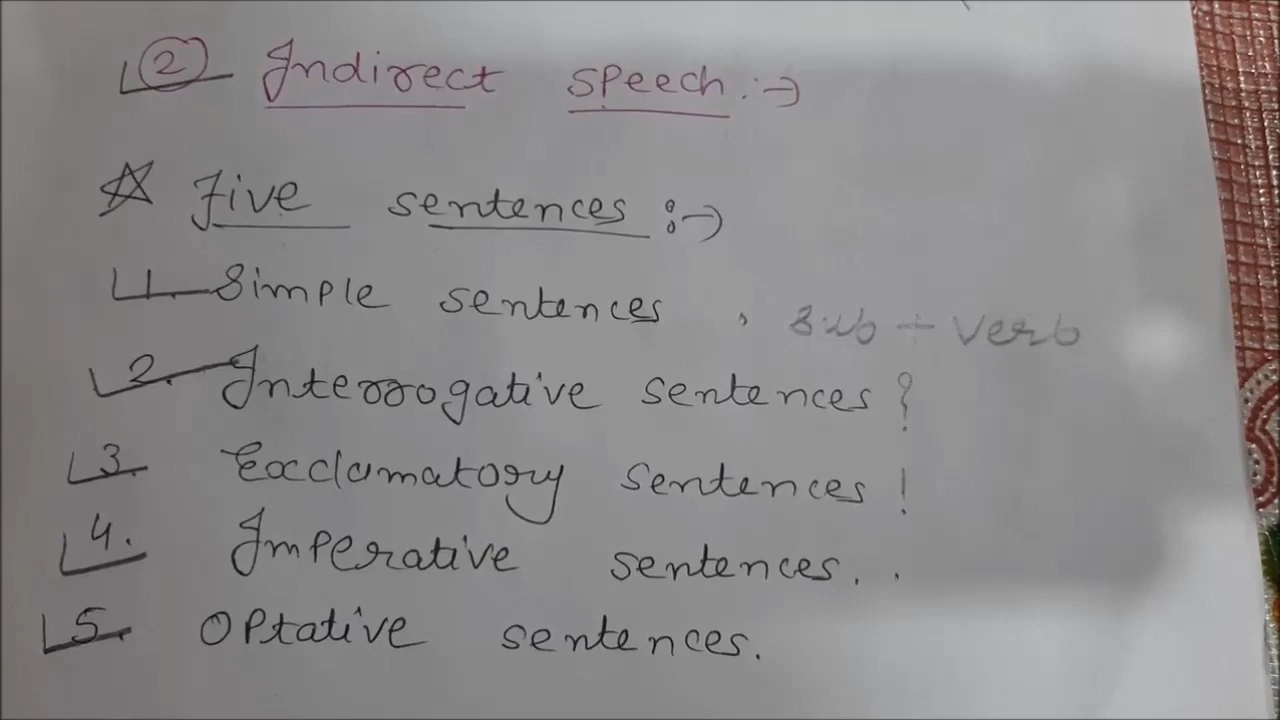 2 Indirect speech :→
☆ Five sentences :→
1. Simple sentences , sub + verb
2. Interrogative sentences ?
3. Exclamatory sentences !
4. Imperative sentences . .
5. Optative sentences.